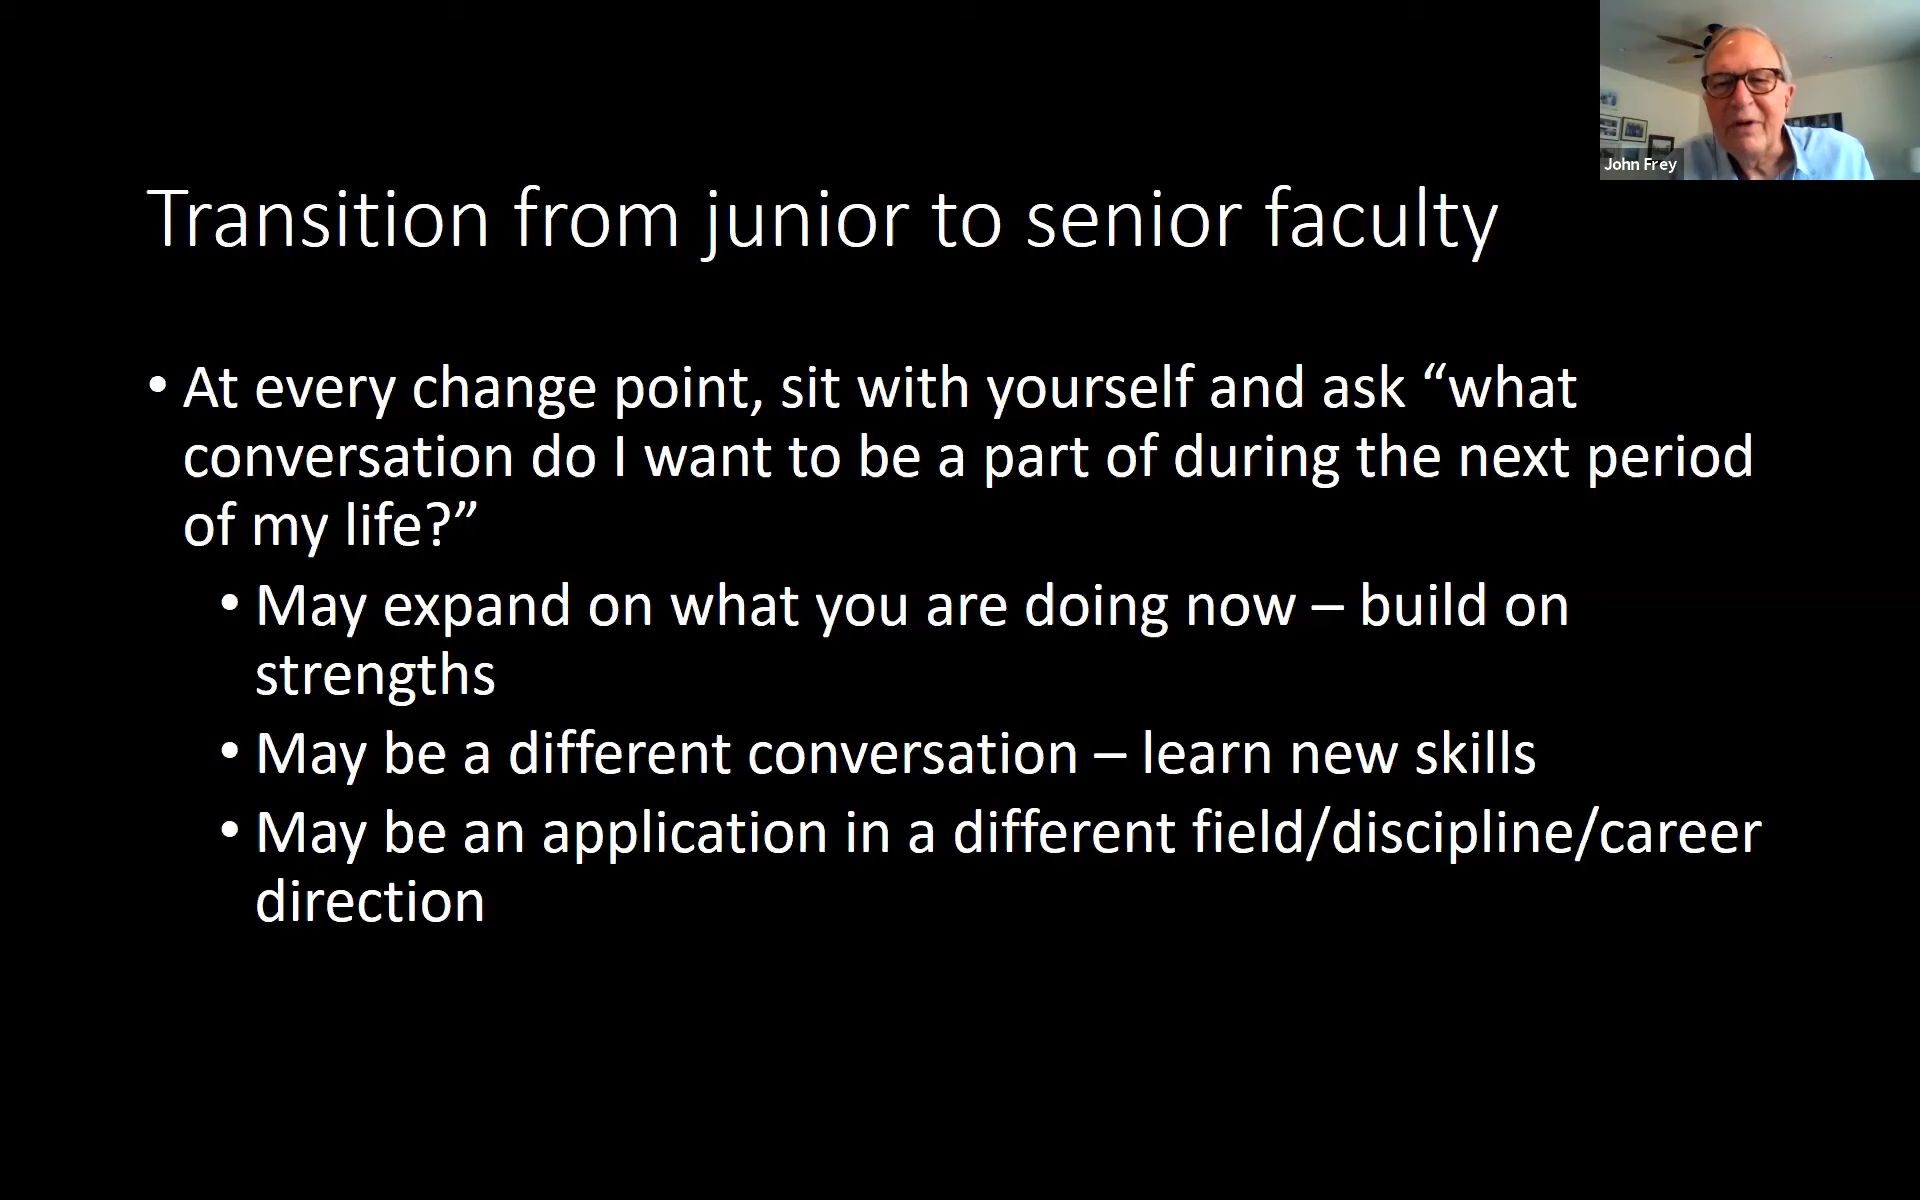 John Frey
Transition from junior to senior faculty
• At every change point, sit with yourself and ask “what
conversation do I want to be a part of during the next period
of my life?”
• May expand on what you are doing now – build on
strengths
• May be a different conversation – learn new skills
• May be an application in a different field/discipline/career
direction